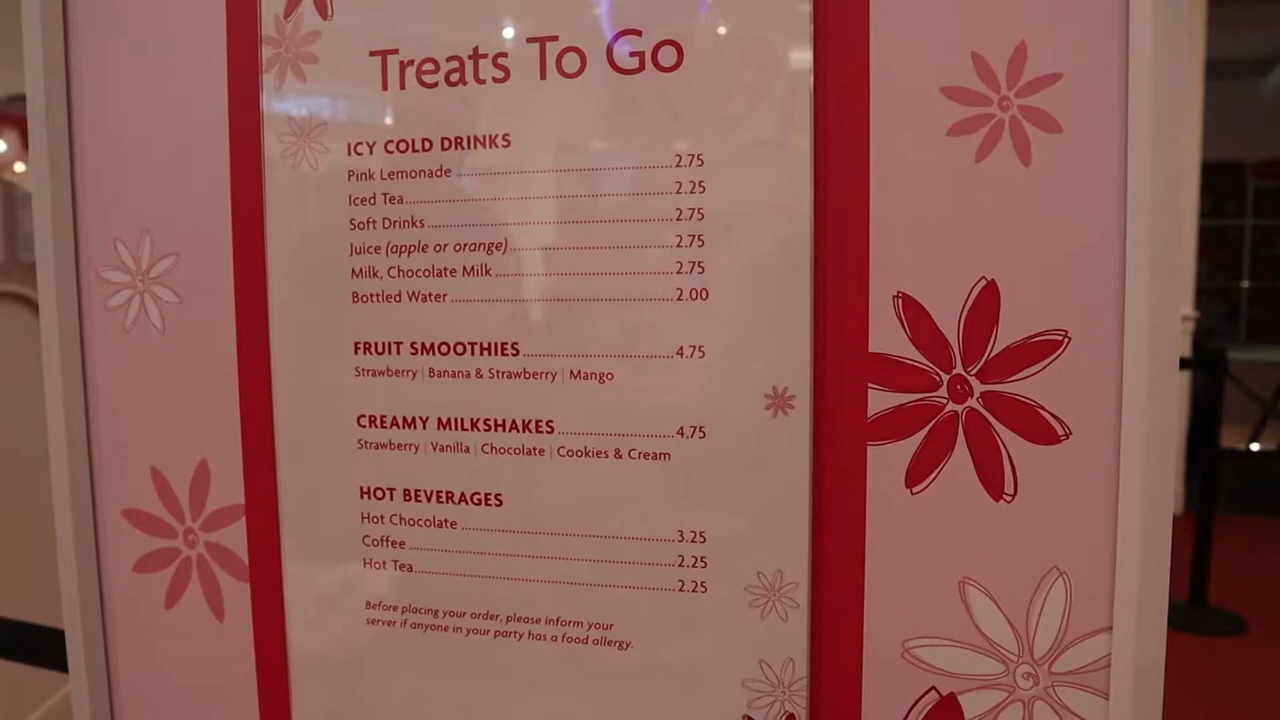 Treats To Go
ICY COLD DRINKS
Pink Lemonade ........ 2.75
Iced Tea ........ 2.25
Soft Drinks ........ 2.75
Juice (apple or orange) ........ 2.75
Milk, Chocolate Milk ........ 2.75
Bottled Water ........ 2.00
FRUIT SMOOTHIES ........ 4.75
Strawberry | Banana & Strawberry | Mango
CREAMY MILKSHAKES ........ 4.75
Strawberry | Vanilla | Chocolate | Cookies & Cream
HOT BEVERAGES
Hot Chocolate ........ 3.25
Coffee ........ 2.25
Hot Tea ........ 2.25
Before placing your order, please inform your
server if anyone in your party has a food allergy.